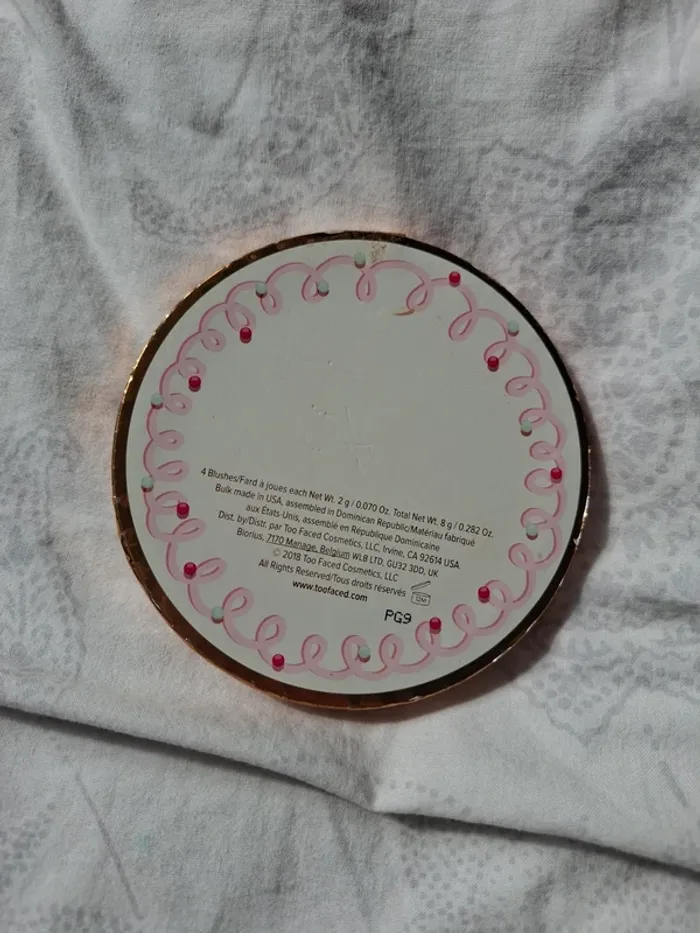 4 Blushes/Fard à joues each Net Wt. 2 g / 0.070 Oz. Total Net Wt. 8 g / 0.282 Oz.
Bulk made in USA, assembled in Dominican Republic/Matériau fabriqué
aux États-Unis, assemblé en République Dominicaine
Dist. by/Distr. par Too Faced Cosmetics, LLC, Irvine, CA 92614 USA
Biorius, 7170 Manage, Belgium WLB LTD, GU32 3DD, UK
© 2018 Too Faced Cosmetics, LLC
All Rights Reserved/Tous droits réservés
12M
www.toofaced.com
PG9